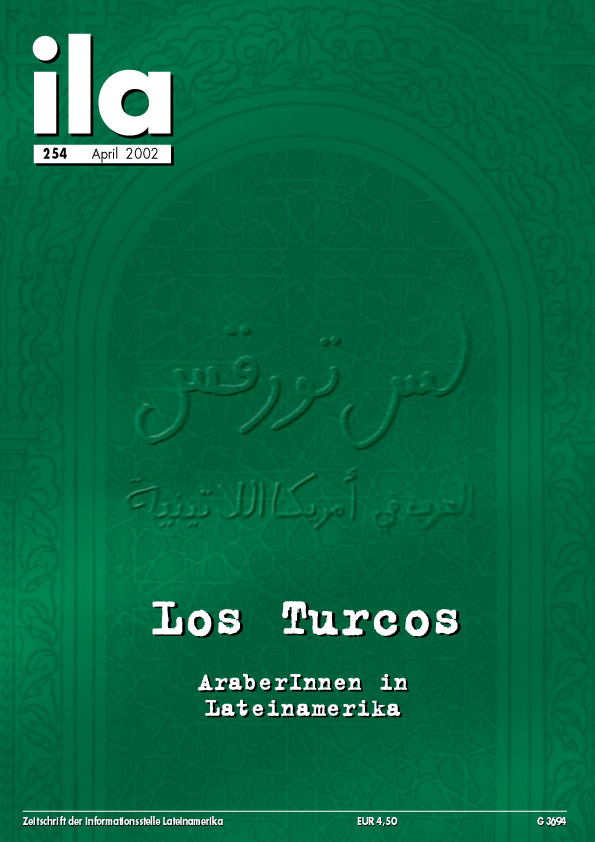 ila
254 April 2002
لس تورقس
العرب في أمريكا اللاتينية
Los Turcos
AraberInnen in
Lateinamerika
Zeitschrift der Informationsstelle Lateinamerika EUR 4,50 G 3694